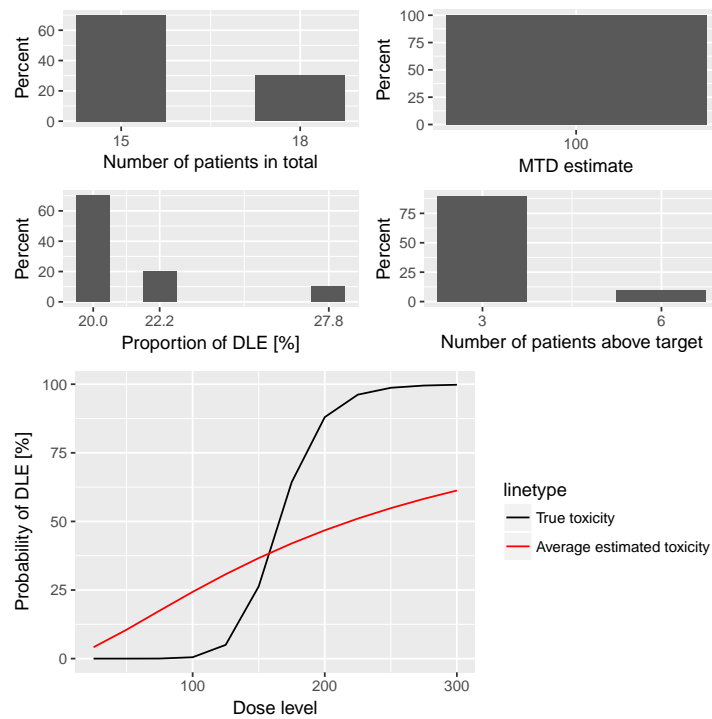 Percent
60
40
20
0
15
18
Number of patients in total
Percent
100
75
50
25
0
100
MTD estimate
Percent
60
40
20
0
20.0
22.2
27.8
Proportion of DLE [%]
Percent
75
50
25
0
3
6
Number of patients above target
Probability of DLE [%]
100
75
50
25
0
100
200
300
Dose level
linetype
True toxicity
Average estimated toxicity